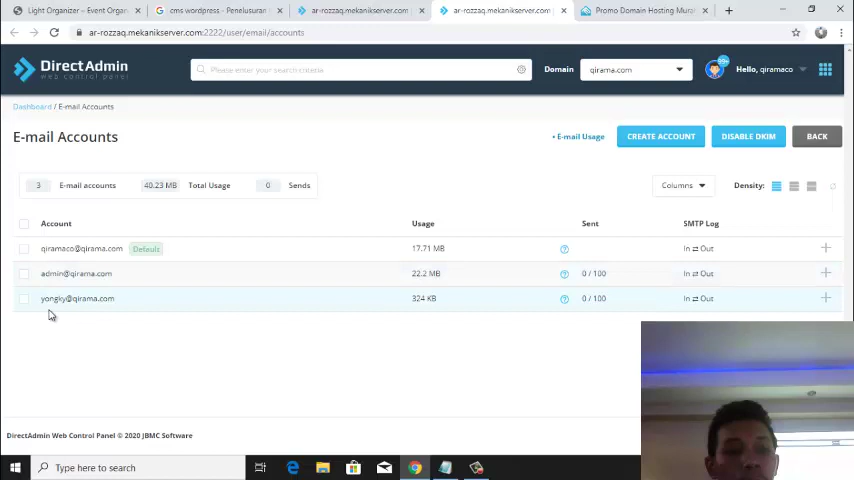 Light Organizer – Event Organ
cms wordpress - Penelusuran
ar-rozzaq.mekanikserver.com
ar-rozzaq.mekanikserver.com
Promo Domain Hosting Murah
ar-rozzaq.mekanikserver.com:2222/user/email/accounts
DirectAdmin
web control panel
Please enter your search criteria
Domain
qirama.com
99+
Hello, qiramaco
Dashboard / E-mail Accounts
E-mail Accounts
• E-mail Usage
CREATE ACCOUNT
DISABLE DKIM
BACK
3 E-mail accounts 40.23 MB Total Usage 0 Sends
Columns
Density:
Account Usage Sent SMTP Log
qiramaco@qirama.com Default 17.71 MB In ⇄ Out
admin@qirama.com 22.2 MB 0 / 100 In ⇄ Out
yongky@qirama.com 324 KB 0 / 100 In ⇄ Out
DirectAdmin Web Control Panel © 2020 JBMC Software
Type here to search